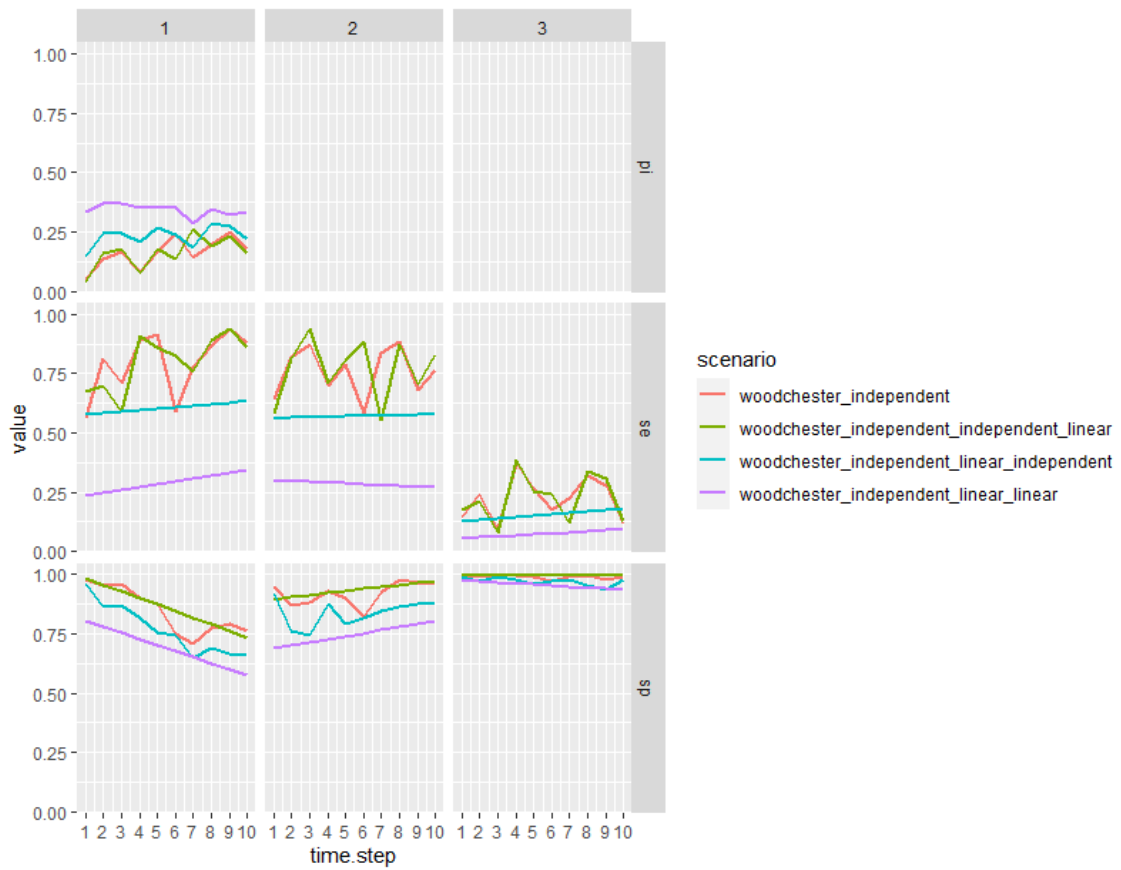 1 2 3
1.00
0.75
0.50
0.25
0.00
pi
1.00
0.75
0.50
0.25
0.00
se
value
1.00
0.75
0.50
0.25
0.00
sp
1 2 3 4 5 6 7 8 9 10 1 2 3 4 5 6 7 8 9 10 1 2 3 4 5 6 7 8 9 10
time.step
scenario
woodchester_independent
woodchester_independent_independent_linear
woodchester_independent_linear_independent
woodchester_independent_linear_linear